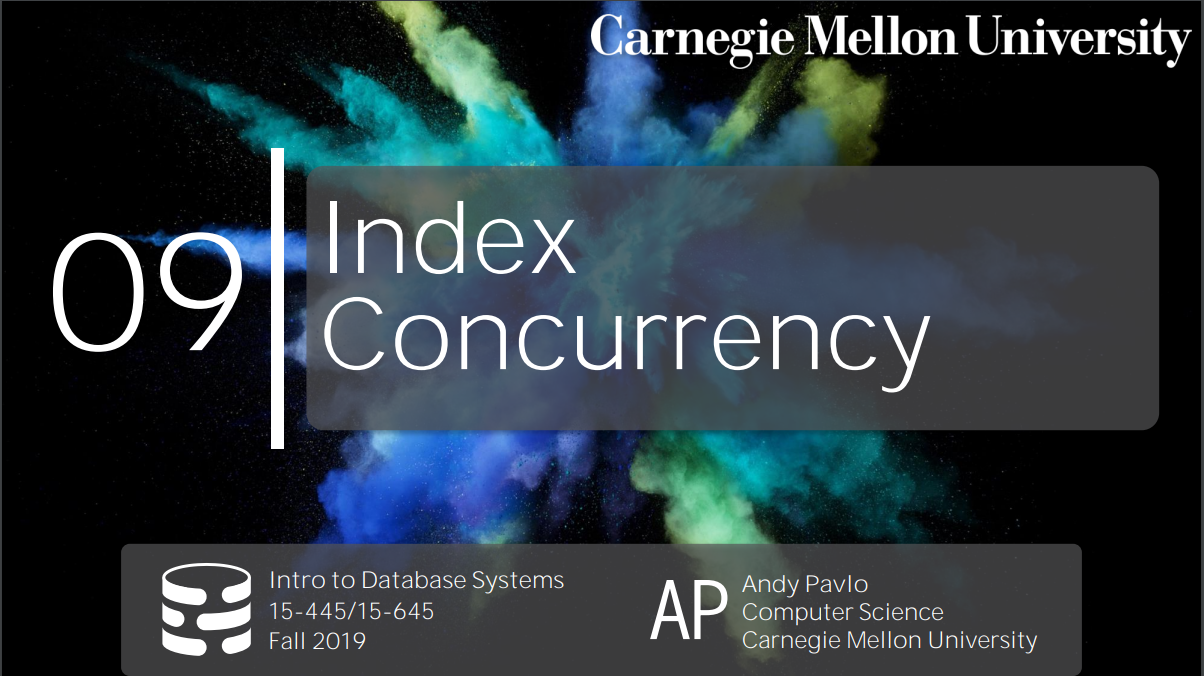 Carnegie Mellon University
09
Index
Concurrency
Intro to Database Systems
15-445/15-645
Fall 2019
AP
Andy Pavlo
Computer Science
Carnegie Mellon University